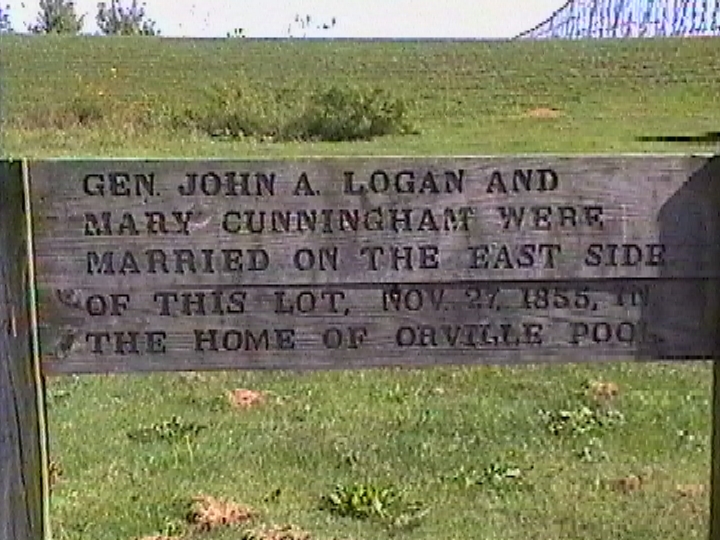 GEN. JOHN A. LOGAN AND
MARY CUNNINGHAM WERE
MARRIED ON THE EAST SIDE
OF THIS LOT, NOV. 27, 1855, IN
THE HOME OF ORVILLE POOL.